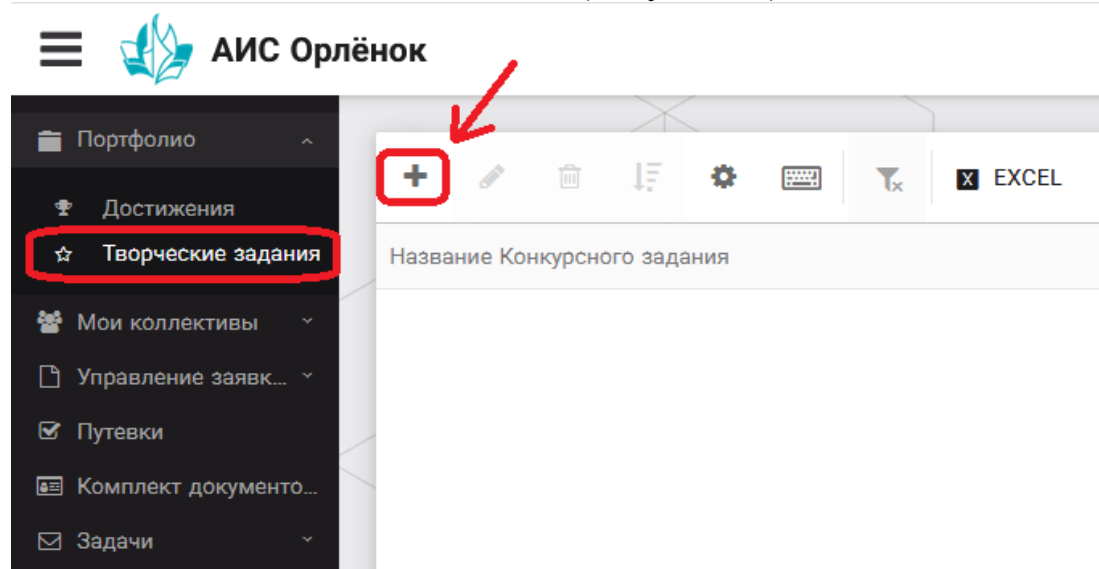 АИС Орлёнок
Портфолио
Достижения
Творческие задания
Мои коллективы
Управление заявк...
Путевки
Комплект документо...
Задачи
X EXCEL
Название Конкурсного задания